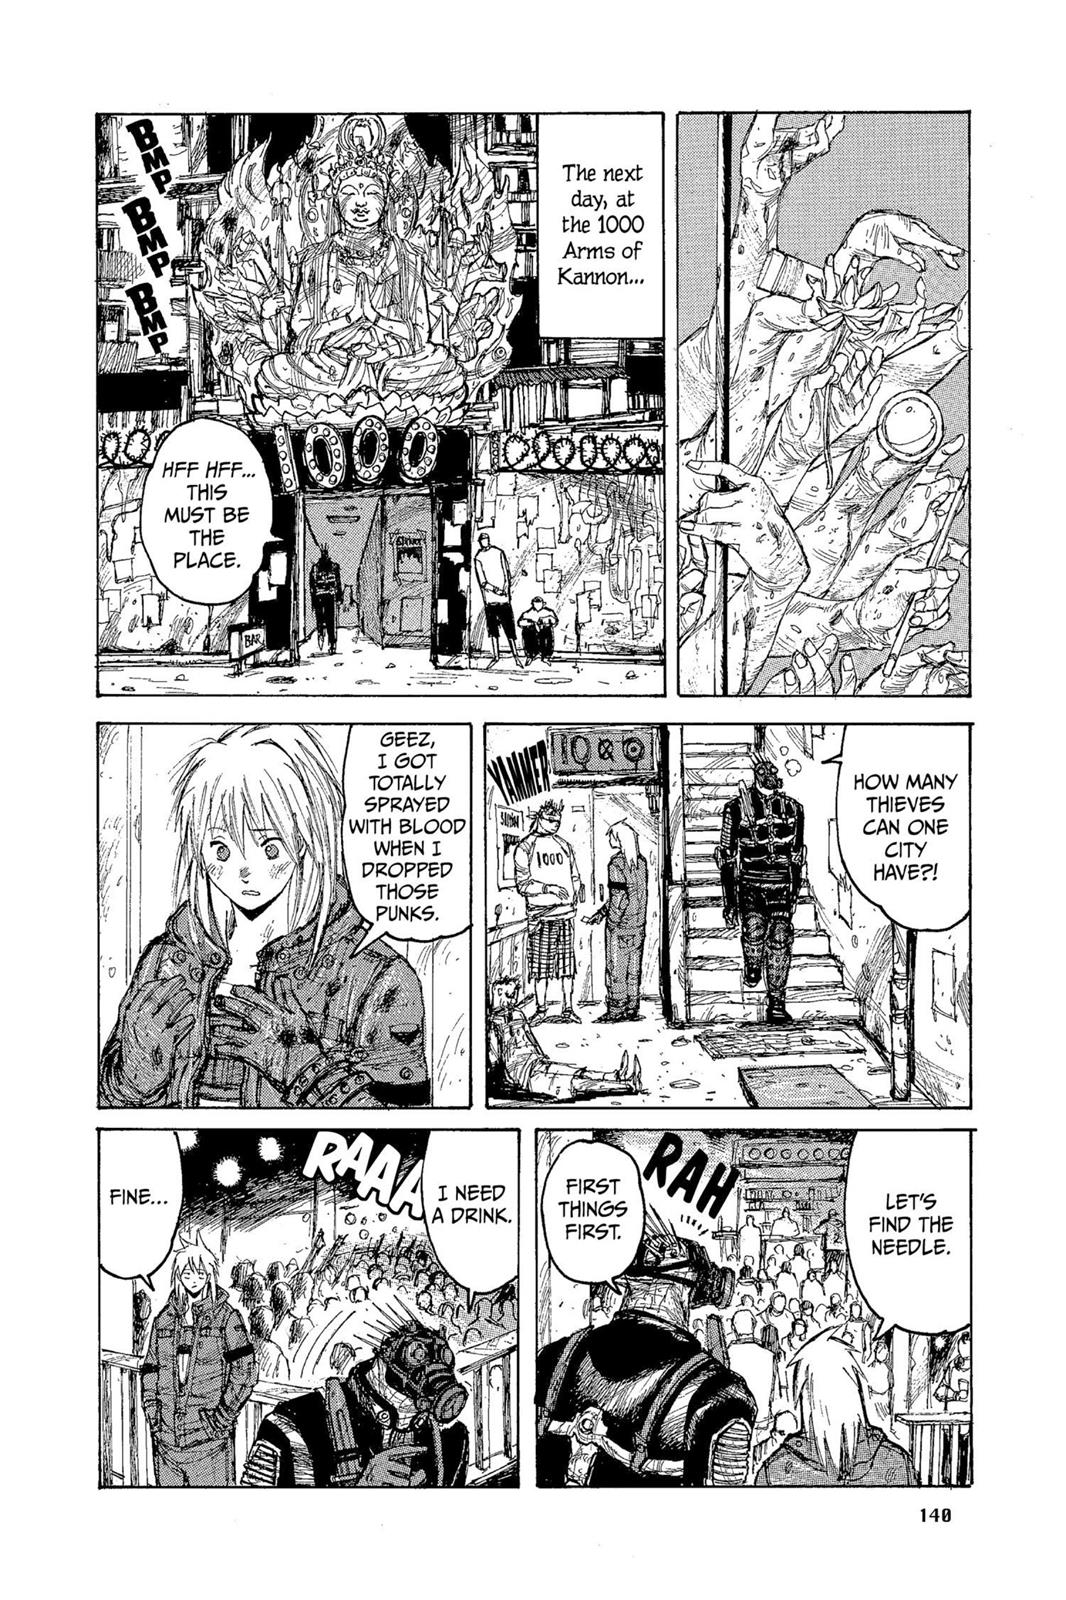 The next
day, at
the 1000
Arms of
Kannon...
BMP BMP BMP
1000
HFF HFF...
THIS
MUST BE
THE
PLACE.
BAR
HOW MANY
THIEVES
CAN ONE
CITY
HAVE?!
YAMMER
1000
1000
GEEZ,
I GOT
TOTALLY
SPRAYED
WITH BLOOD
WHEN I
DROPPED
THOSE
PUNKS.
LET'S
FIND THE
NEEDLE.
RAH
FIRST
THINGS
FIRST.
I NEED
A DRINK.
RAAA
FINE...
140